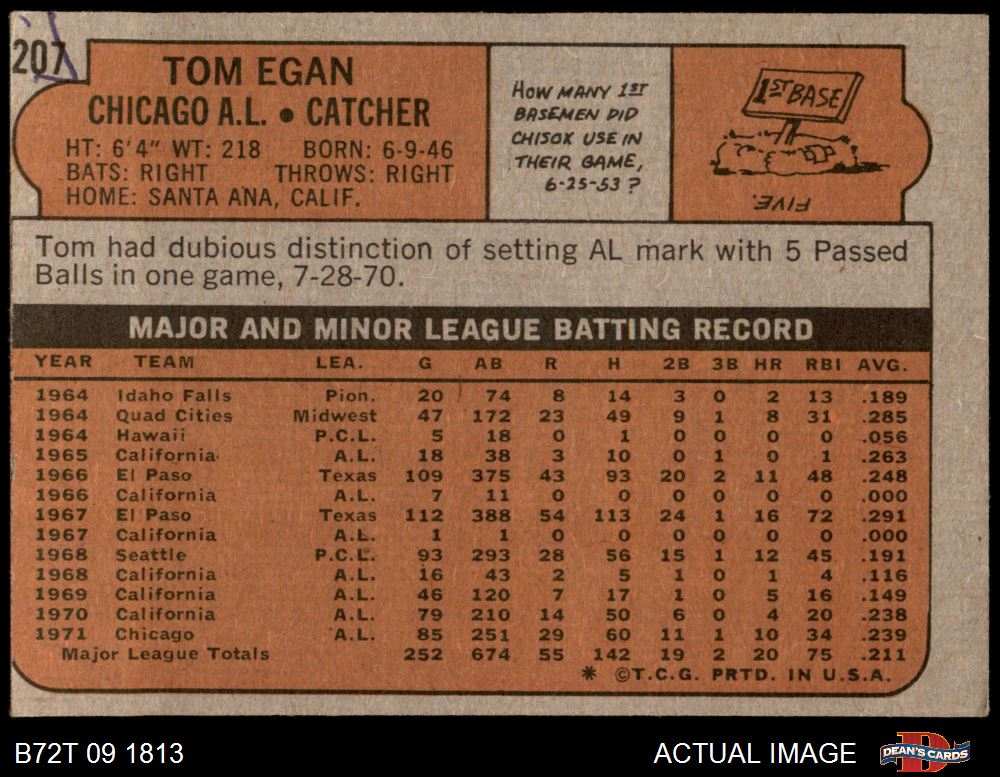 207
TOM EGAN
CHICAGO A.L. • CATCHER
HT: 6'4" WT: 218 BORN: 6-9-46
BATS: RIGHT THROWS: RIGHT
HOME: SANTA ANA, CALIF.
HOW MANY 1ST
BASEMEN DID
CHISOX USE IN
THEIR GAME,
6-25-53?
1ST BASE
FIVE.
Tom had dubious distinction of setting AL mark with 5 Passed
Balls in one game, 7-28-70.
MAJOR AND MINOR LEAGUE BATTING RECORD
YEAR TEAM LEA. G AB R H 2B 3B HR RBI AVG.
1964 Idaho Falls Pion. 20 74 8 14 3 0 2 13 .189
1964 Quad Cities Midwest 47 172 23 49 9 1 8 31 .285
1964 Hawaii P.C.L. 5 18 0 1 0 0 0 0 .056
1965 California A.L. 18 38 3 10 0 1 0 1 .263
1966 El Paso Texas 109 375 43 93 20 2 11 48 .248
1966 California A.L. 7 11 0 0 0 0 0 0 .000
1967 El Paso Texas 112 388 54 113 24 1 16 72 .291
1967 California A.L. 1 1 0 0 0 0 0 0 .000
1968 Seattle P.C.L. 93 293 28 56 15 1 12 45 .191
1968 California A.L. 16 43 2 5 1 0 1 4 .116
1969 California A.L. 46 120 7 17 1 0 5 16 .149
1970 California A.L. 79 210 14 50 6 0 4 20 .238
1971 Chicago A.L. 85 251 29 60 11 1 10 34 .239
Major League Totals 252 674 55 142 19 2 20 75 .211
* ©T.C.G. PRTD. IN U.S.A.
B72T 09 1813
ACTUAL IMAGE
DEAN'S CARDS